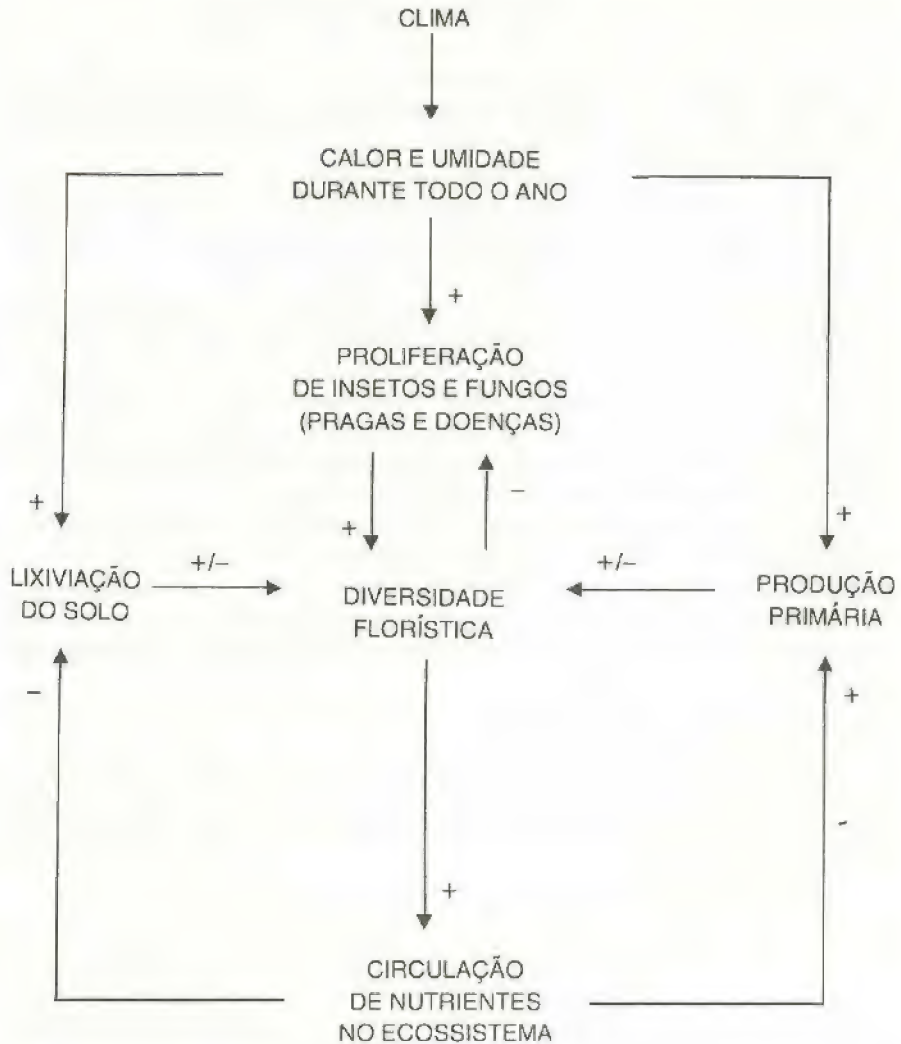 CLIMA
CALOR E UMIDADE
DURANTE TODO O ANO
+
PROLIFERAÇÃO
DE INSETOS E FUNGOS
(PRAGAS E DOENÇAS)
+
+
–
+
LIXIVIAÇÃO
DO SOLO
+/–
DIVERSIDADE
FLORÍSTICA
+/–
PRODUÇÃO
PRIMÁRIA
–
+
-
+
CIRCULAÇÃO
DE NUTRIENTES
NO ECOSSISTEMA